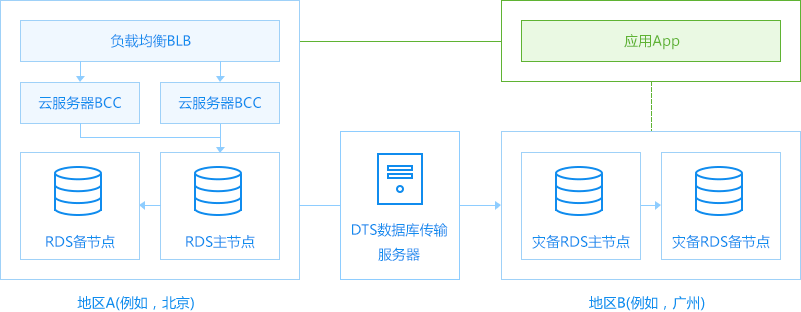 负载均衡BLB
应用App
云服务器BCC
云服务器BCC
RDS备节点
RDS主节点
DTS数据库传输
服务器
灾备RDS主节点
灾备RDS备节点
地区A(例如，北京)
地区B(例如，广州)